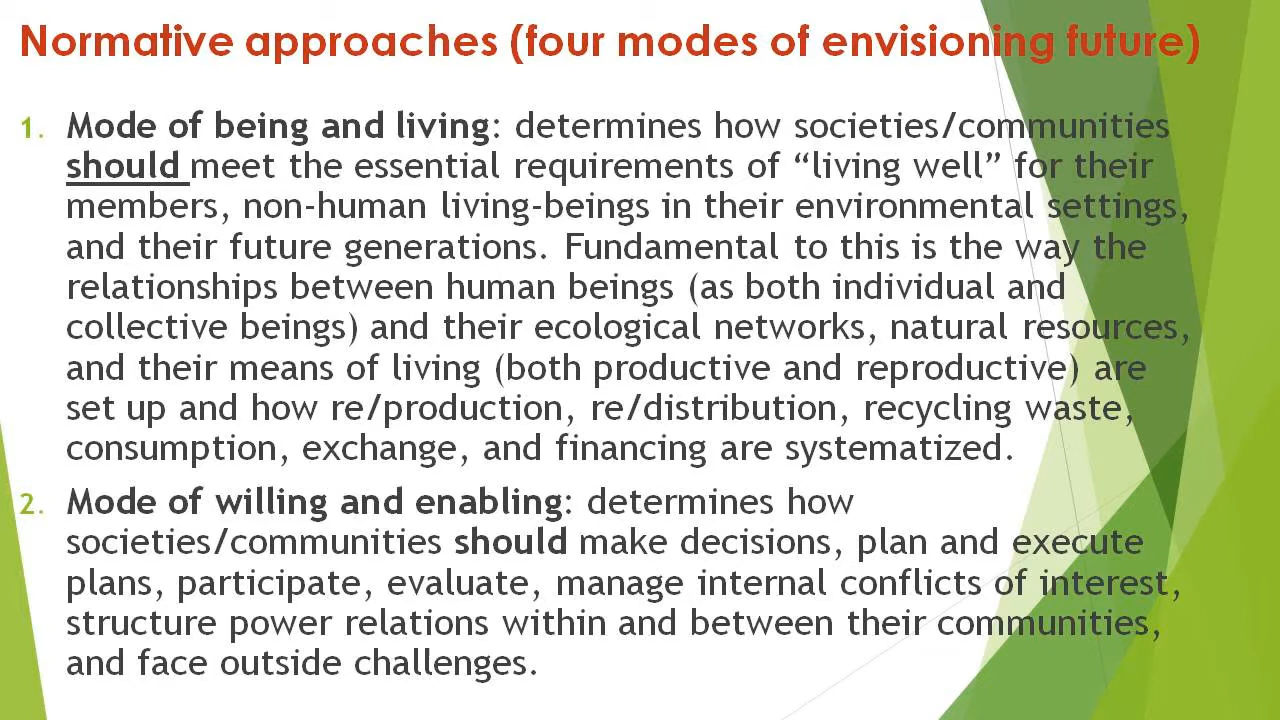 Normative approaches (four modes of envisioning future)
1. Mode of being and living: determines how societies/communities
should meet the essential requirements of “living well” for their
members, non-human living-beings in their environmental settings,
and their future generations. Fundamental to this is the way the
relationships between human beings (as both individual and
collective beings) and their ecological networks, natural resources,
and their means of living (both productive and reproductive) are
set up and how re/production, re/distribution, recycling waste,
consumption, exchange, and financing are systematized.
2. Mode of willing and enabling: determines how
societies/communities should make decisions, plan and execute
plans, participate, evaluate, manage internal conflicts of interest,
structure power relations within and between their communities,
and face outside challenges.